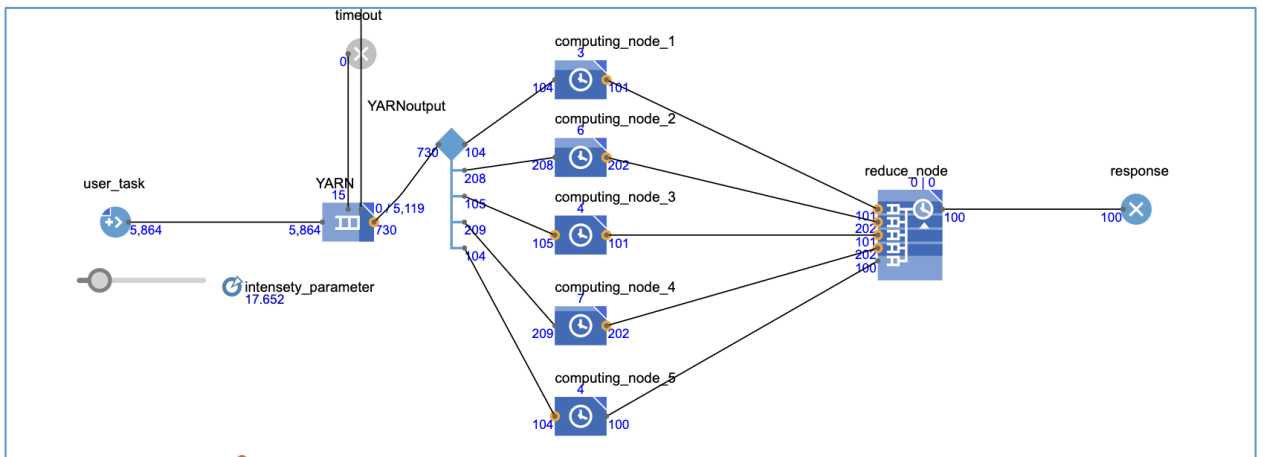 timeout
0
computing_node_1
3
104
101
YARNoutput
730
104
208
105
209
104
computing_node_2
6
208
202
computing_node_3
4
105
101
computing_node_4
7
209
202
computing_node_5
4
104
100
user_task
5,864
YARN
15
5,864
0 / 5,119
730
intensety_parameter
17.652
reduce_node
0 | 0
101
202
101
202
100
100
response
100